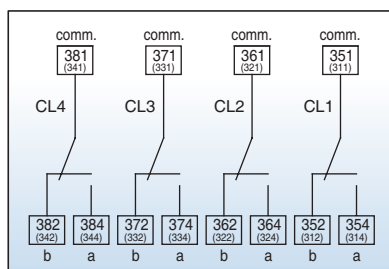 comm. comm. comm. comm.
381 371 361 351
(341) (331) (321) (311)
CL4 CL3 CL2 CL1
382 384 372 374 362 364 352 354
(342) (344) (332) (334) (322) (324) (312) (314)
b a b a b a b a